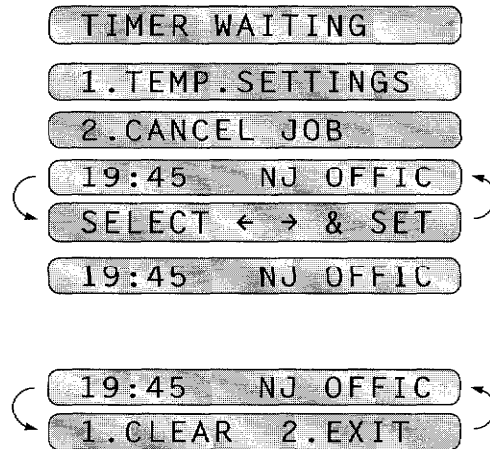 TIMER WAITING
1.TEMP.SETTINGS
2.CANCEL JOB
19:45 NJ OFFIC
SELECT ← → & SET
19:45 NJ OFFIC
19:45 NJ OFFIC
1.CLEAR 2.EXIT